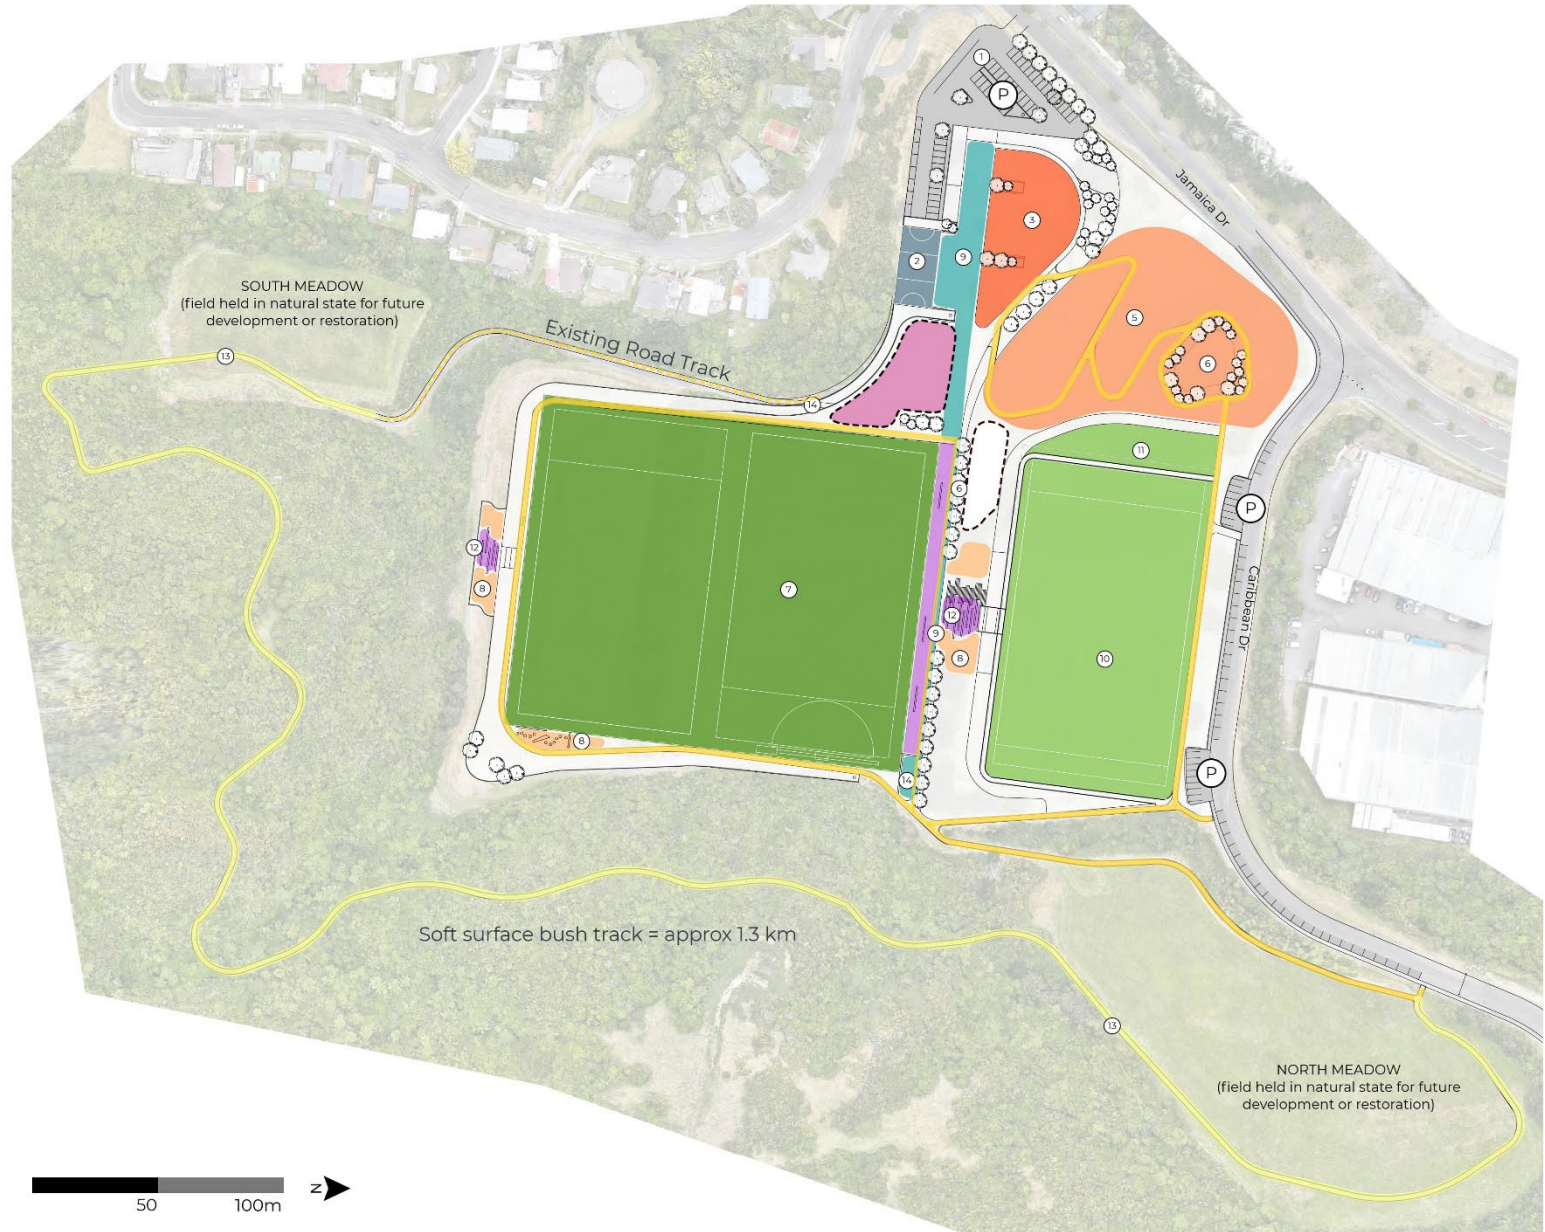 1
P
Jamaica Dr
3
2
9
SOUTH MEADOW
(field held in natural state for future
development or restoration)
5
Existing Road Track
13
6
14
11
6
P
12
7
8
Caribbean Dr
12
9
8
10
8
P
14
Soft surface bush track = approx 1.3 km
13
NORTH MEADOW
(field held in natural state for future
development or restoration)
50
100m
N